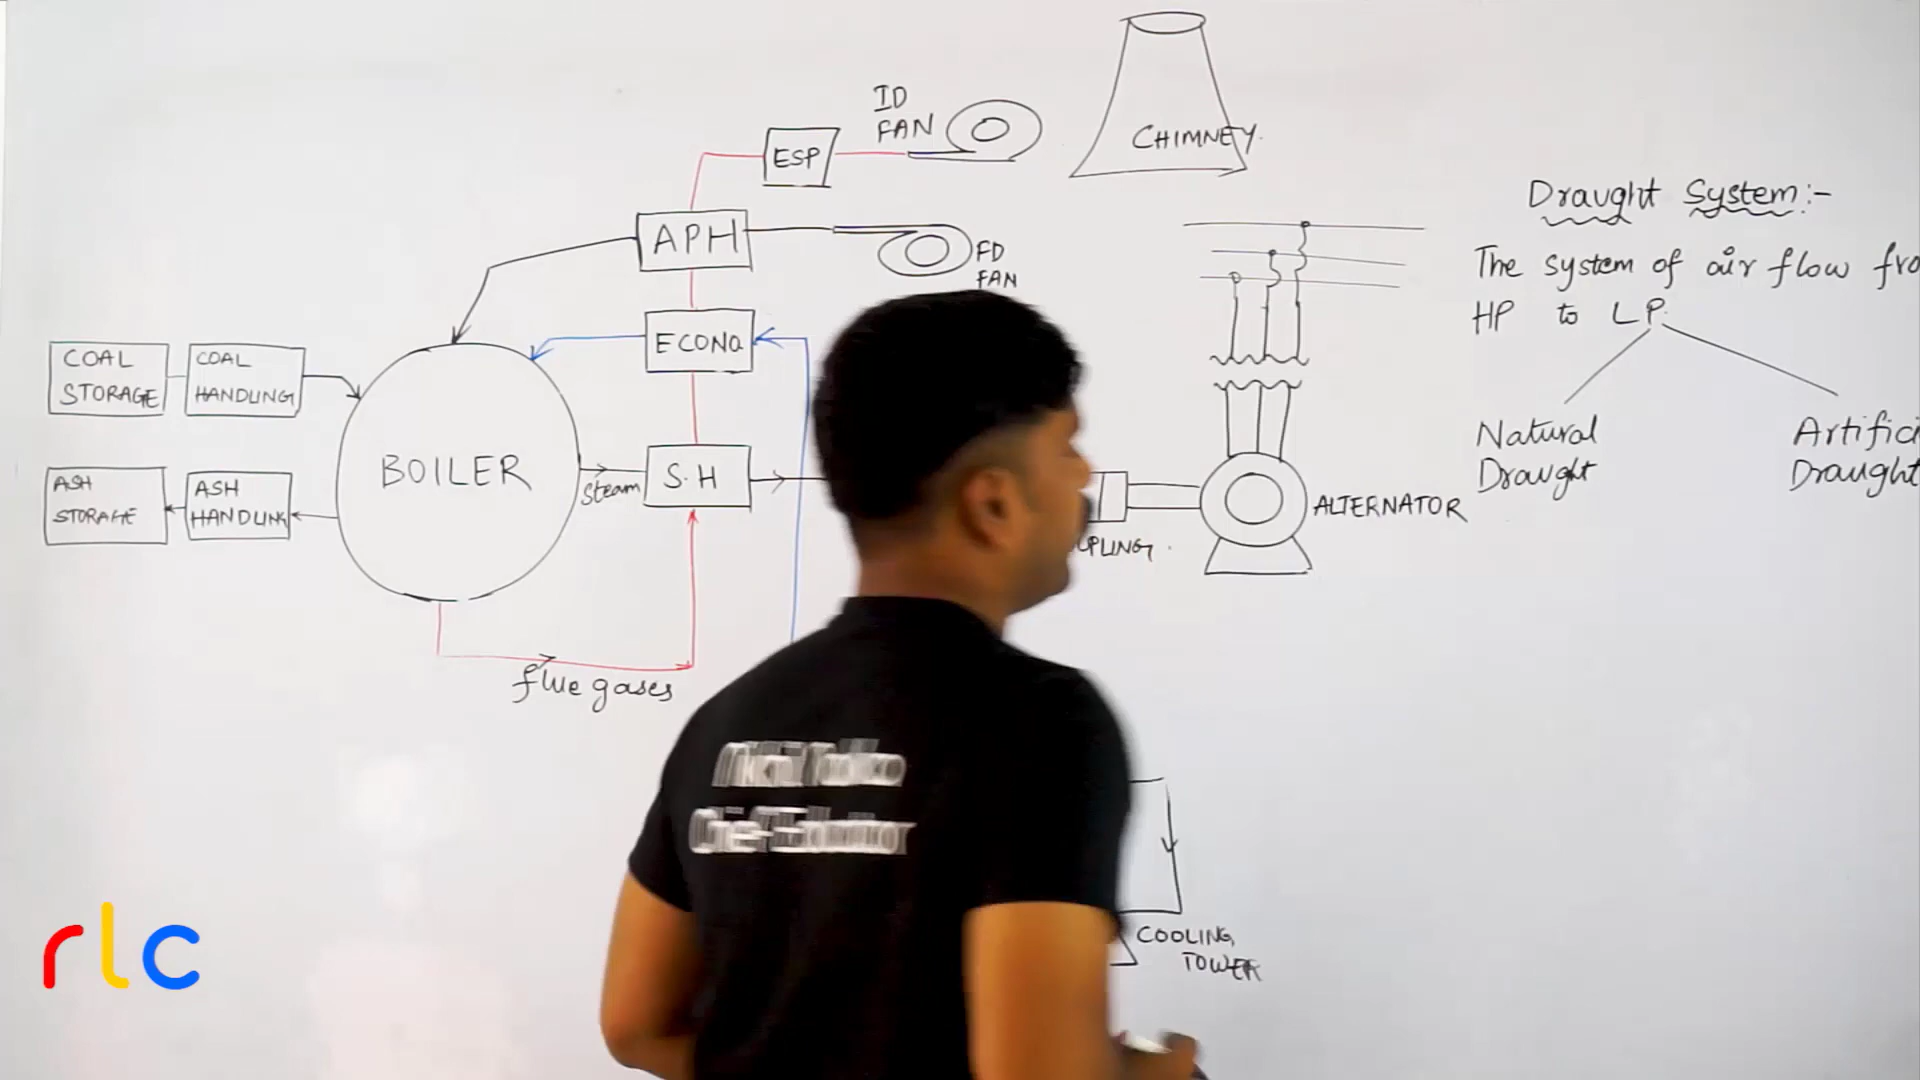 ID
FAN
CHIMNEY.
ESP
Draught System:-
APH
The system of air flow fro
FD
FAN
HP to LP.
ECONO
COAL
STORAGE
COAL
HANDLING
Natural
Draught
Artifici
Draught
BOILER
S.H
steam
ASH
STORAGE
ASH
HANDLING
ALTERNATOR
UPLING
flue gases
COOLING
TOWER
rlc